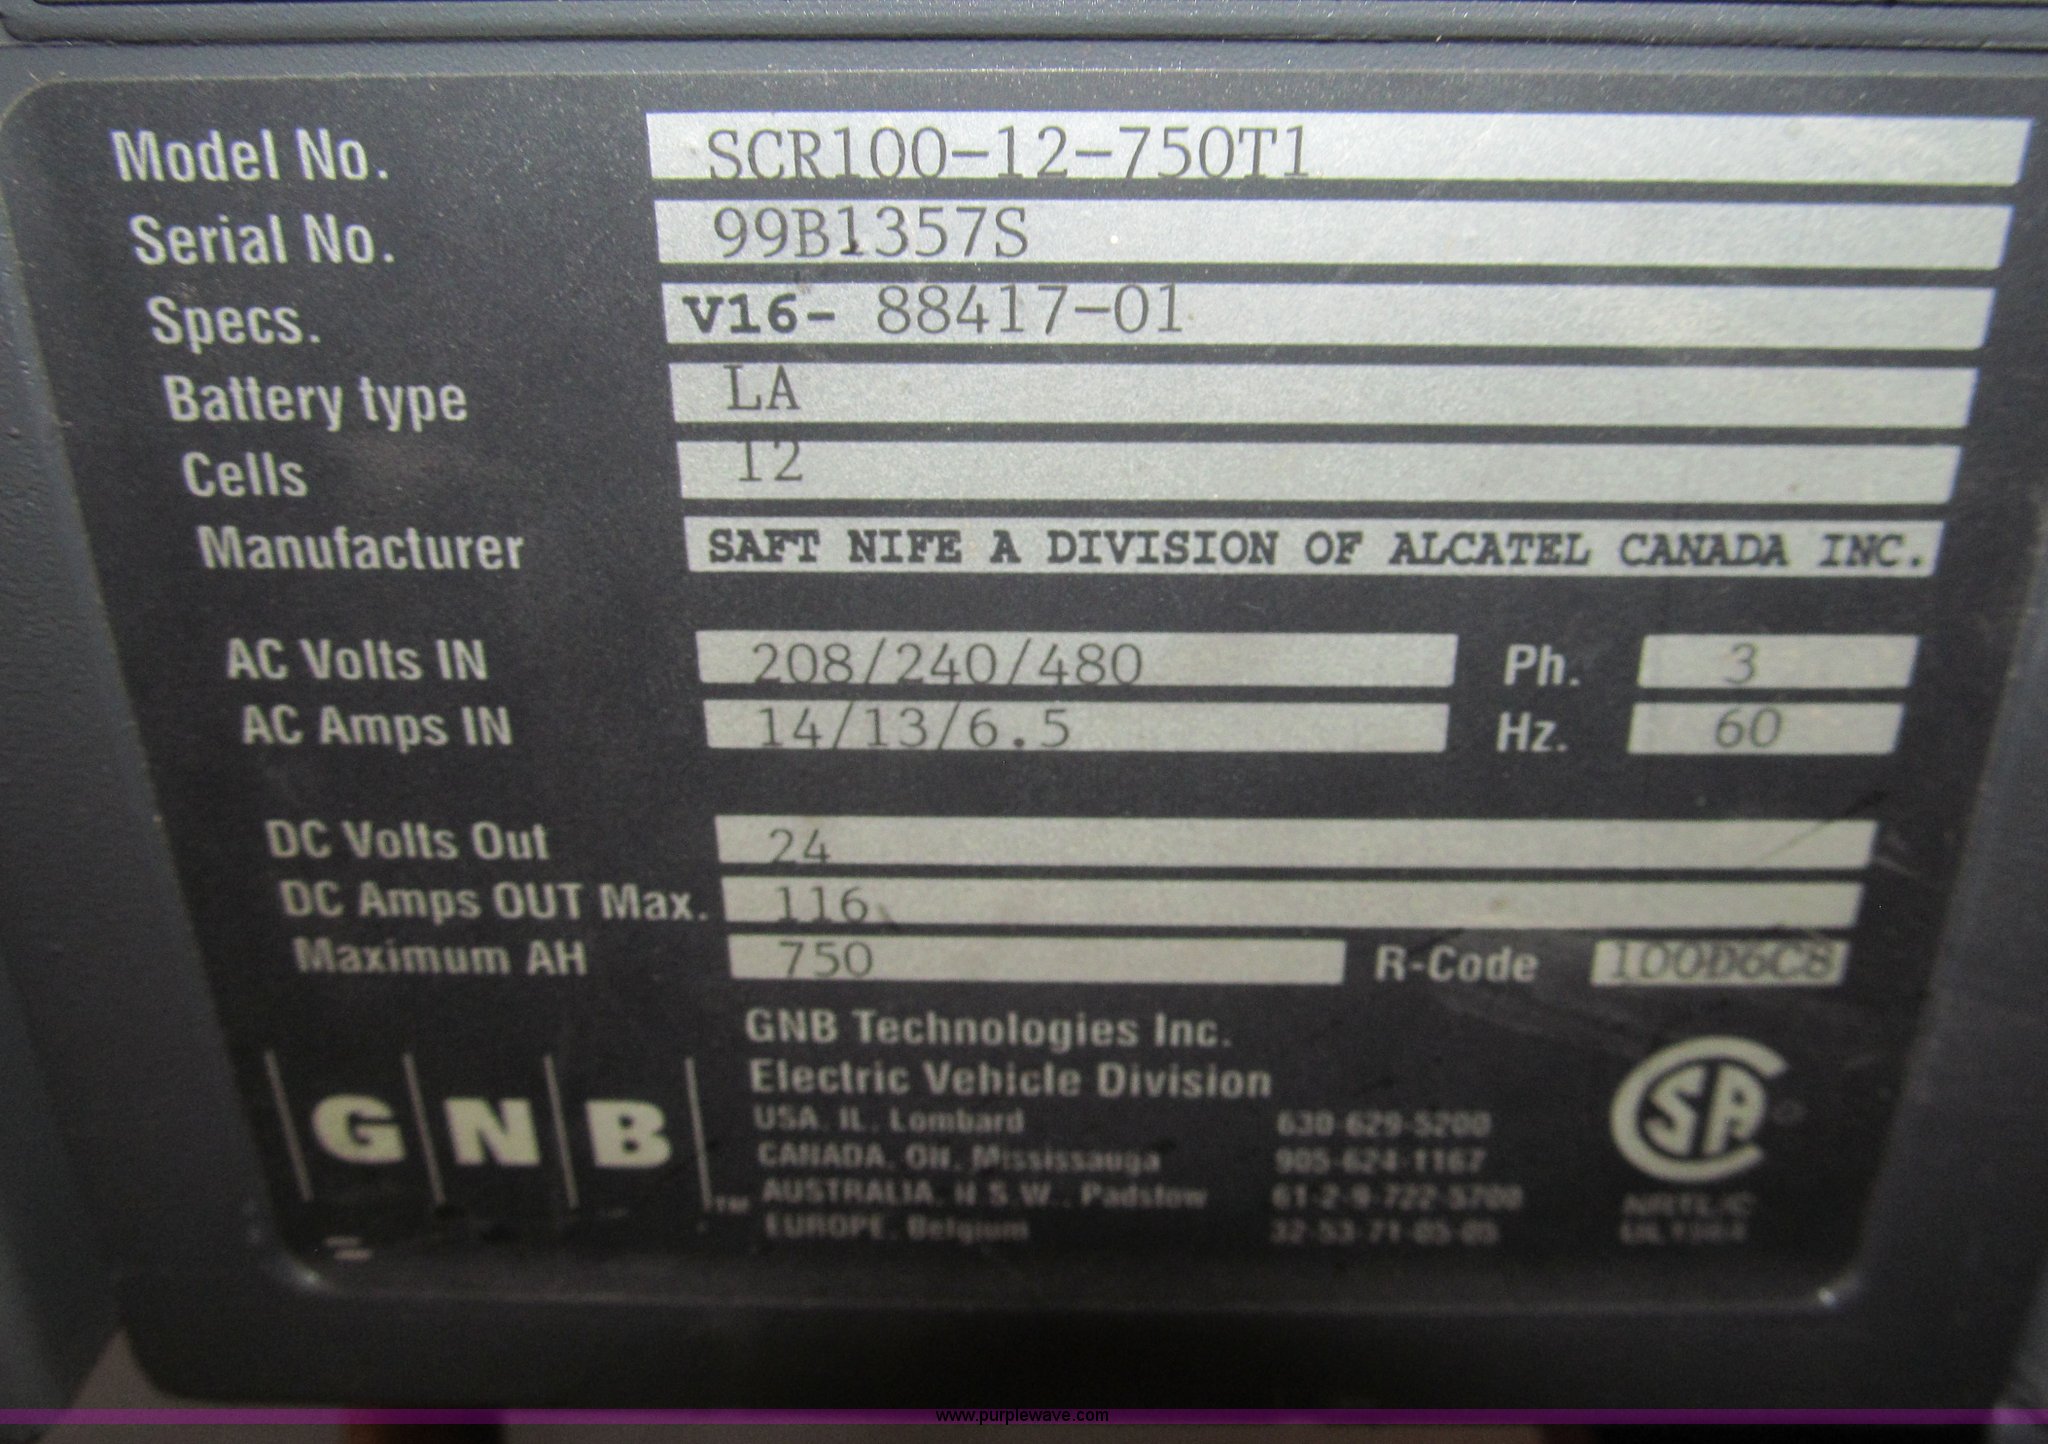 Model No. SCR100-12-750T1
Serial No. 99B1357S
Specs. V16- 88417-01
Battery type LA
Cells 12
Manufacturer SAFT NIFE A DIVISION OF ALCATEL CANADA INC.
AC Volts IN 208/240/480 Ph. 3
AC Amps IN 14/13/6.5 Hz. 60
DC Volts Out 24
DC Amps OUT Max. 116
Maximum AH 750 R-Code 100D6C8
GNB Technologies Inc.
Electric Vehicle Division
GNB TM
USA, IL, Lombard 630-629-5200
CANADA, ON, Mississauga 905-624-1167
AUSTRALIA, N.S.W., Padstow 61-2-9-722-5700
EUROPE, Belgium 32-53-71-05-05
CSA
NRTL/C
www.purplewave.com